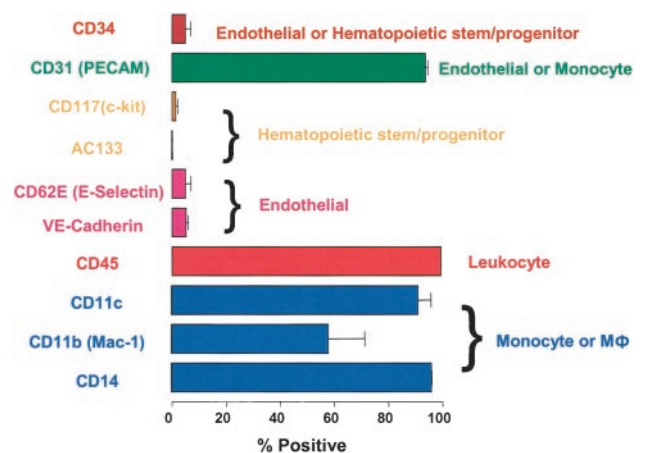 CD34 Endothelial or Hematopoietic stem/progenitor
CD31 (PECAM) Endothelial or Monocyte
CD117(c-kit)
Hematopoietic stem/progenitor
AC133
CD62E (E-Selectin)
Endothelial
VE-Cadherin
CD45 Leukocyte
CD11c
CD11b (Mac-1) Monocyte or MΦ
CD14
0 20 40 60 80 100
% Positive